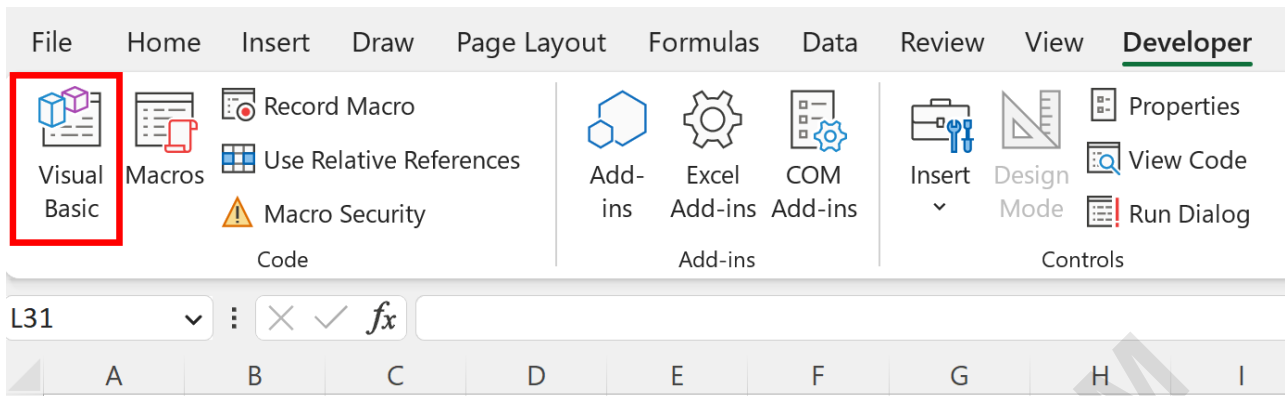 File Home Insert Draw Page Layout Formulas Data Review View Developer
Visual Basic
Macros
Record Macro
Use Relative References
Macro Security
Code
Add-ins
Excel Add-ins
COM Add-ins
Add-ins
Insert
Design Mode
Properties
View Code
Run Dialog
Controls
L31
fx
A B C D E F G H I